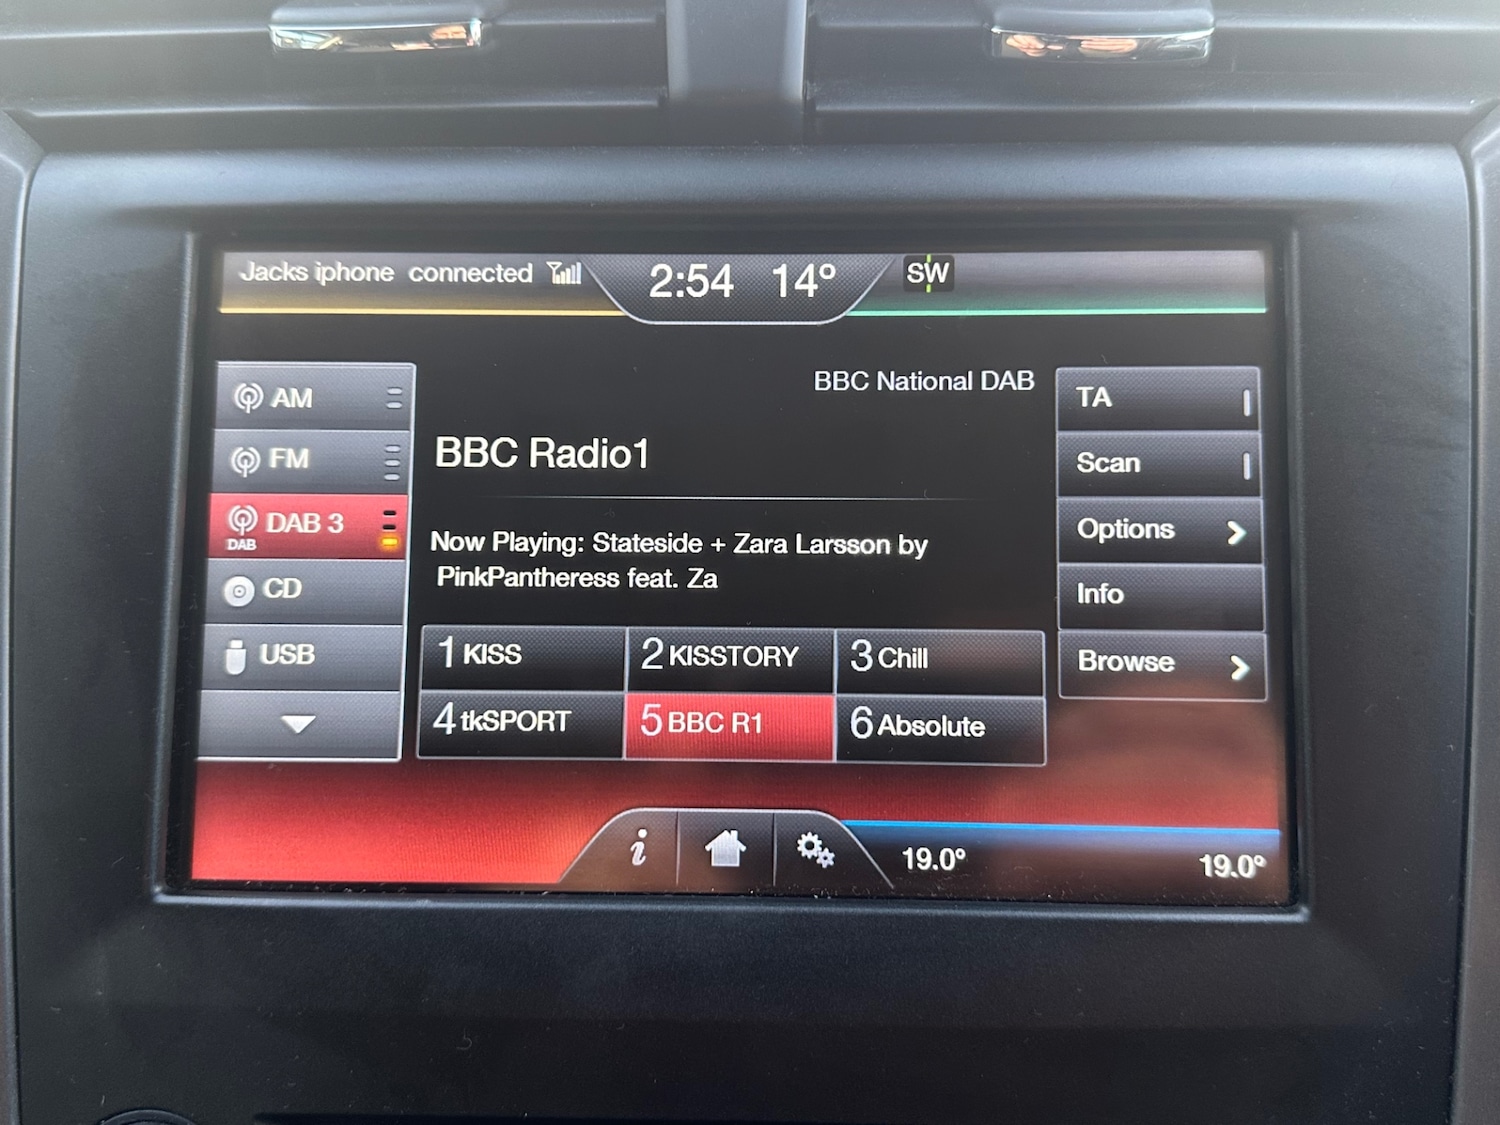 Jacks iphone connected
2:54 14°
SW
AM
FM
DAB 3
DAB
CD
USB
BBC National DAB
BBC Radio1
Now Playing: Stateside + Zara Larsson by
PinkPantheress feat. Za
1 KISS
2 KISSTORY
3 Chill
4 tkSPORT
5 BBC R1
6 Absolute
TA
Scan
Options
Info
Browse
i
19.0°
19.0°